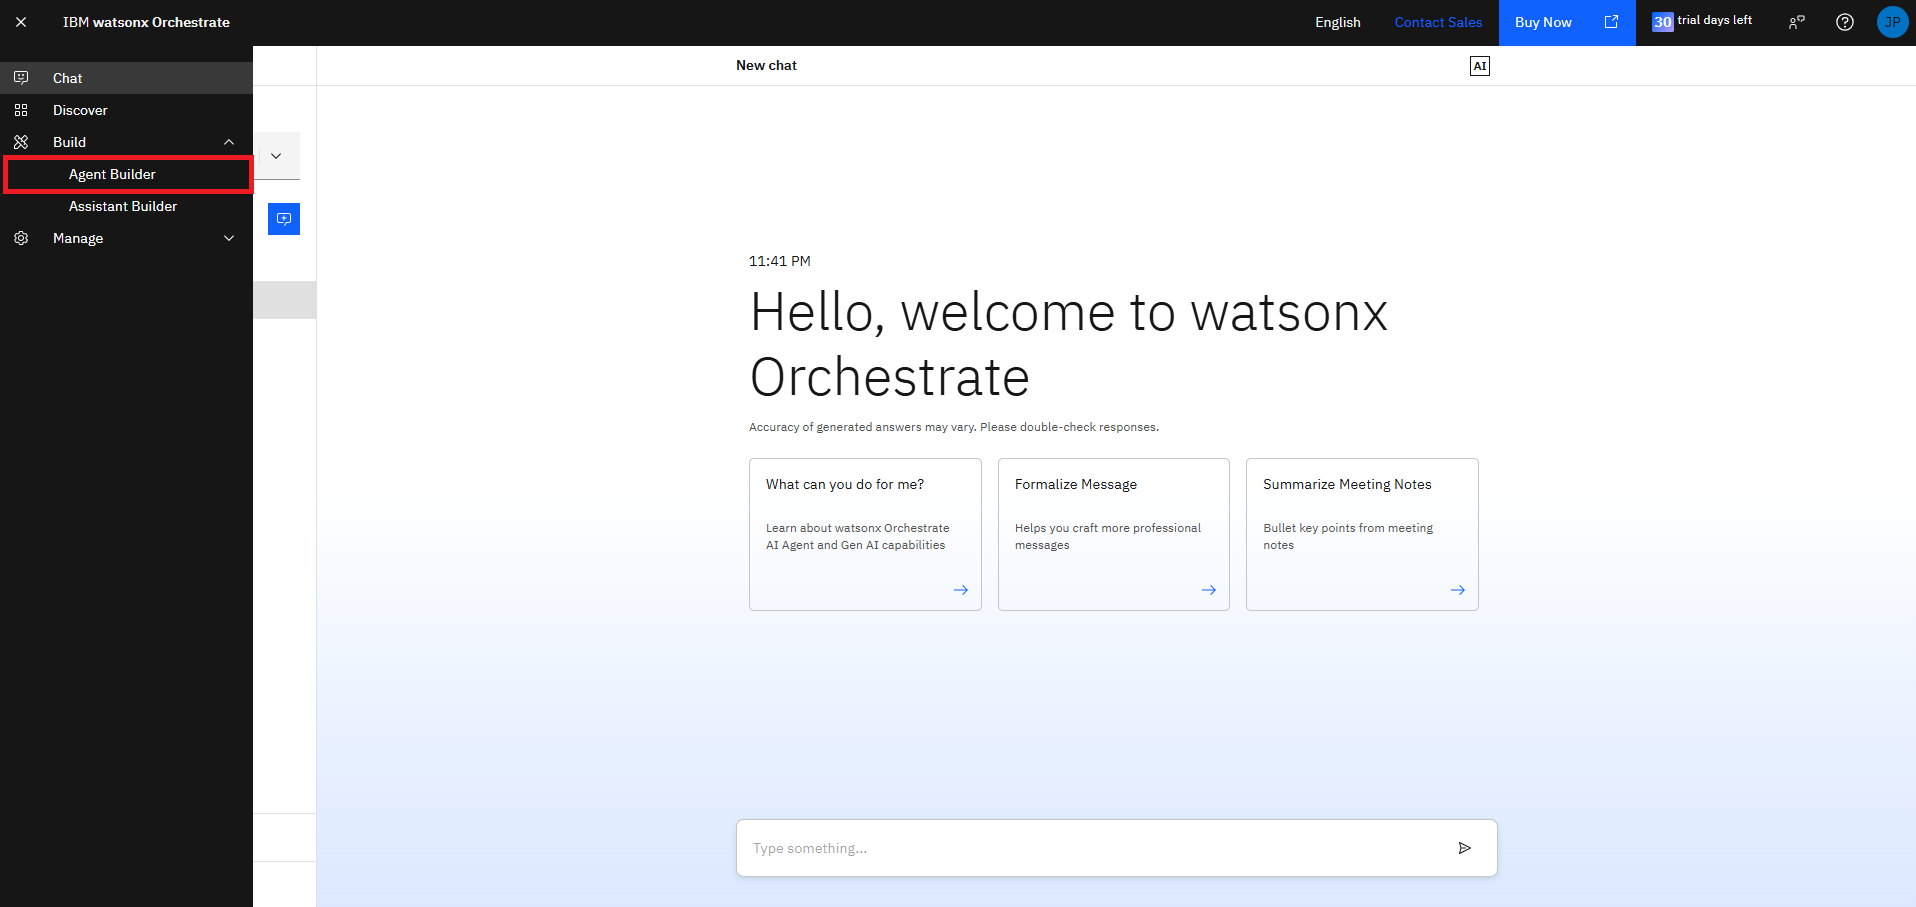 IBM watsonx Orchestrate
English
Contact Sales
Buy Now
30 trial days left
JP
Chat
Discover
Build
Agent Builder
Assistant Builder
Manage
New chat
AI
11:41 PM
Hello, welcome to watsonx
Orchestrate
Accuracy of generated answers may vary. Please double-check responses.
What can you do for me?
Learn about watsonx Orchestrate
AI Agent and Gen AI capabilities
Formalize Message
Helps you craft more professional
messages
Summarize Meeting Notes
Bullet key points from meeting
notes
Type something...